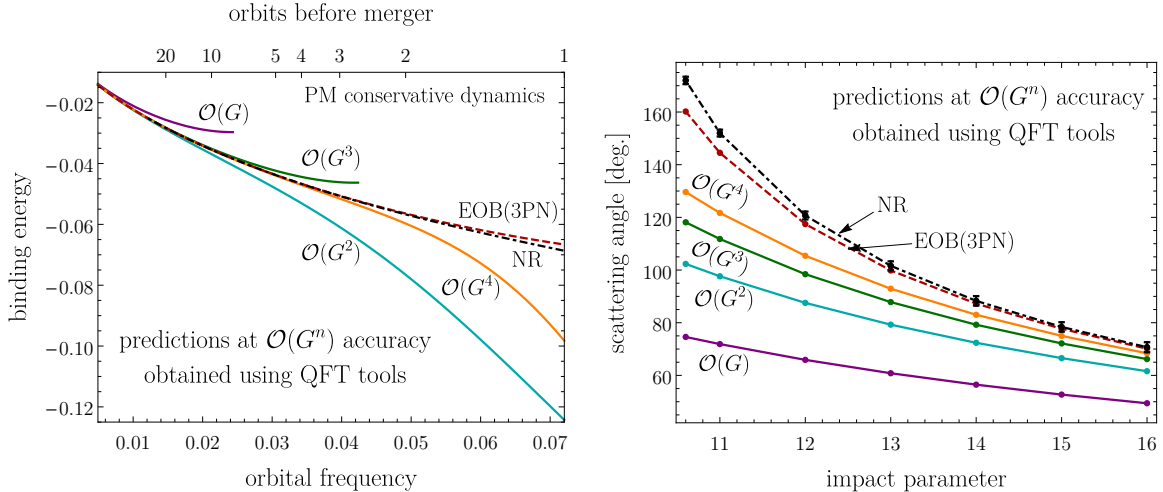 orbits before merger
20 10 5 4 3 2 1
PM conservative dynamics
O(G)
O(G³)
EOB(3PN)
NR
O(G²)
O(G⁴)
predictions at O(Gⁿ) accuracy
obtained using QFT tools
binding energy
−0.02
−0.04
−0.06
−0.08
−0.10
−0.12
0.01 0.02 0.03 0.04 0.05 0.06 0.07
orbital frequency
predictions at O(Gⁿ) accuracy
obtained using QFT tools
NR
EOB(3PN)
O(G⁴)
O(G³)
O(G²)
O(G)
scattering angle [deg.]
160
140
120
100
80
60
11 12 13 14 15 16
impact parameter